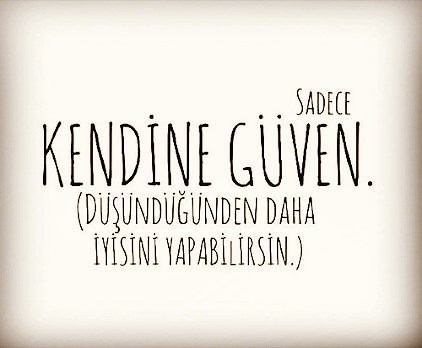 SADECE
KENDİNE GÜVEN.
(DÜŞÜNDÜĞÜNDEN DAHA
İYİSİNİ YAPABİLİRSİN.)